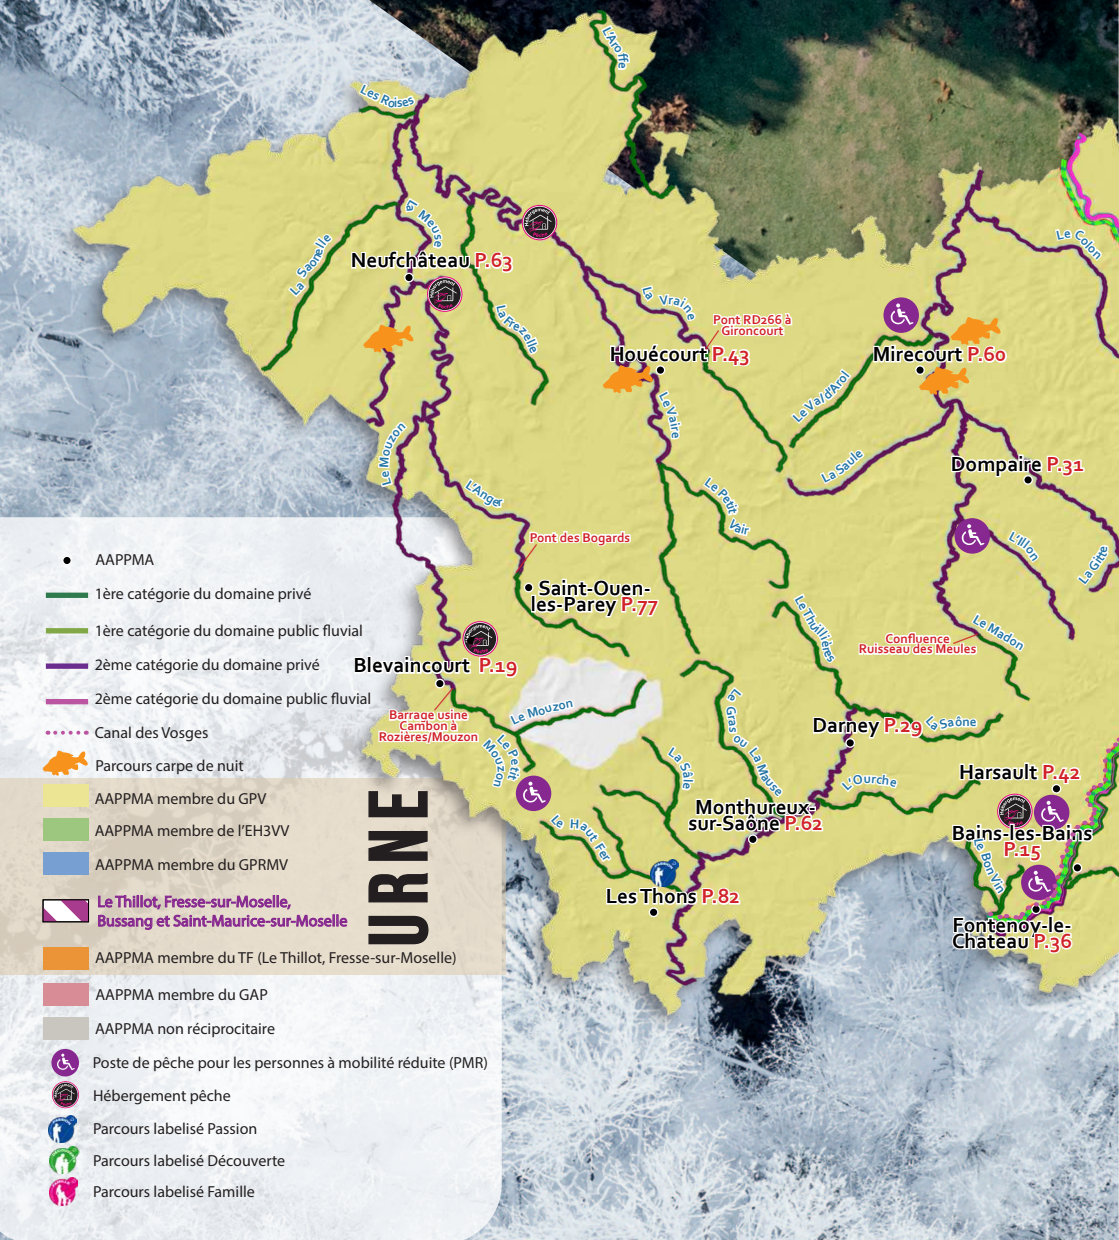 L'Aroffe
Les Roises
La Meuse
La Saonelle
Neufchâteau P.63
Hébergement
Hébergement
La Frezelle
La Vraine
Pont RD266 à
Gironcourt
Houécourt P.43
Le Vaire
Le Colon
Mirecourt P.60
Le Val d'Arol
La Saule
Dompaire P.31
L'Illon
La Gitte
Le Mouzon
L'Anger
Pont des Bogards
Saint-Ouen-
les-Parey P.77
Le Petit
Vair
Le Thuillières
Confluence
Ruisseau des Meules
Le Madon
Hébergement
Blevaincourt P.19
Barrage usine
Cambon à
Rozières/Mouzon
Le Mouzon
Le Petit
Mouzon
Le Gras ou La Mause
Darney P.29
La Saône
La Sâle
L'Ourche
Harsault P.42
Hébergement
Monthureux-
sur-Saône P.62
Bains-les-Bains
P.15
Le Bon Vin
Le Haut Fer
Les Thons P.82
Fontenoy-le-
Chateau P.36
AAPPMA
1ère catégorie du domaine privé
1ère catégorie du domaine public fluvial
2ème catégorie du domaine privé
2ème catégorie du domaine public fluvial
Canal des Vosges
Parcours carpe de nuit
AAPPMA membre du GPV
AAPPMA membre de l'EH3VV
AAPPMA membre du GPRMV
Le Thillot, Fresse-sur-Moselle,
Bussang et Saint-Maurice-sur-Moselle
AAPPMA membre du TF (Le Thillot, Fresse-sur-Moselle)
URNE
AAPPMA membre du GAP
AAPPMA non réciprocitaire
Poste de pêche pour les personnes à mobilité réduite (PMR)
Hébergement pêche
Parcours labelisé Passion
Parcours labelisé Découverte
Parcours labelisé Famille